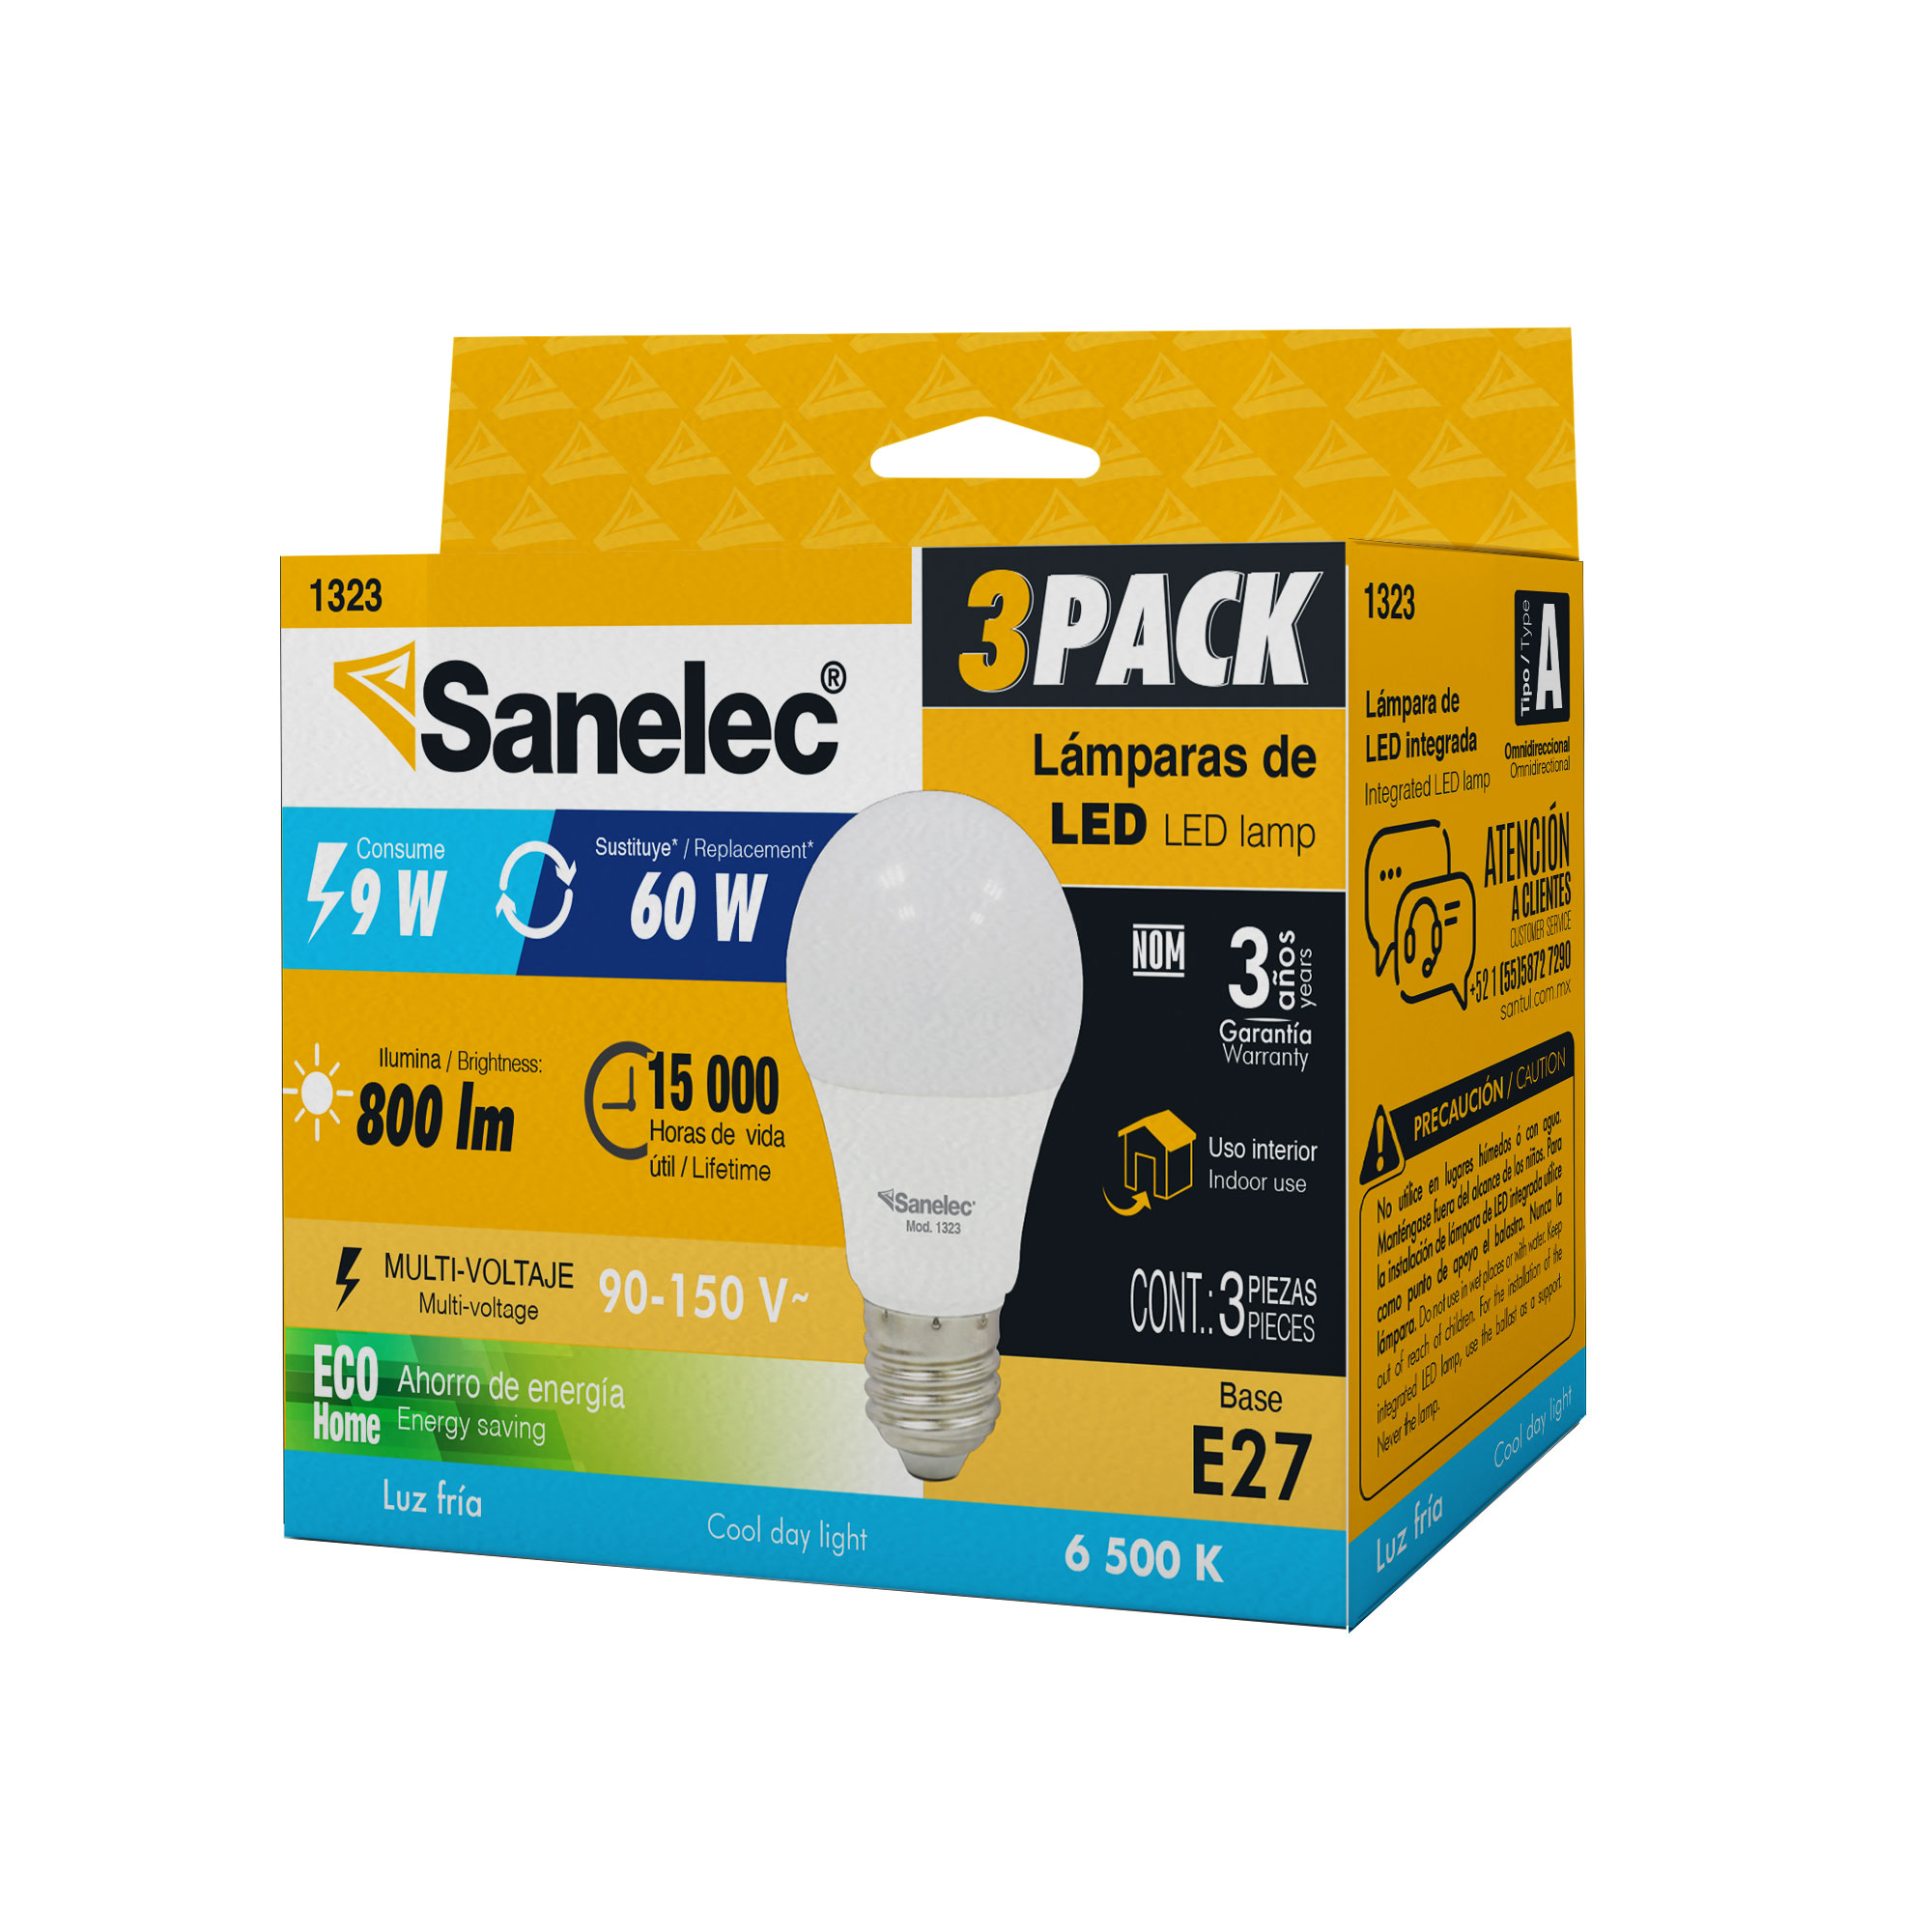 1323
Sanelec®
Consume
9 W
Sustituye* / Replacement*
60 W
Ilumina / Brightness:
800 lm
15 000
Horas de vida
útil / Lifetime
MULTI-VOLTAJE
Multi-voltage
90-150 V~
ECO
Home
Ahorro de energía
Energy saving
Luz fría
Cool day light
6 500 K
3PACK
Lámparas de
LED LED lamp
NOM
3 años
years
Garantía
Warranty
Uso interior
Indoor use
CONT.: 3 PIEZAS
PIECES
Base
E27
Sanelec
Mod. 1323
1323
Tipo / Type
A
Lámpara de
LED integrada
Integrated LED lamp
Omnidireccional
Omnidirectional
ATENCIÓN
A CLIENTES
CUSTOMER SERVICE
+52 1 (55)5872 7290
santul.com.mx
PRECAUCIÓN / CAUTION
No utilice en lugares húmedos ó con agua.
Manténgase fuera del alcance de los niños. Para
la instalación de lámpara de LED integrada utilice
como punto de apoyo el balastro. Nunca la
lámpara. Do not use in wet places or with water. Keep
out of reach of children. For the installation of the
integrated LED lamp, use the ballast as a support.
Never the lamp.
Luz fría
Cool day light